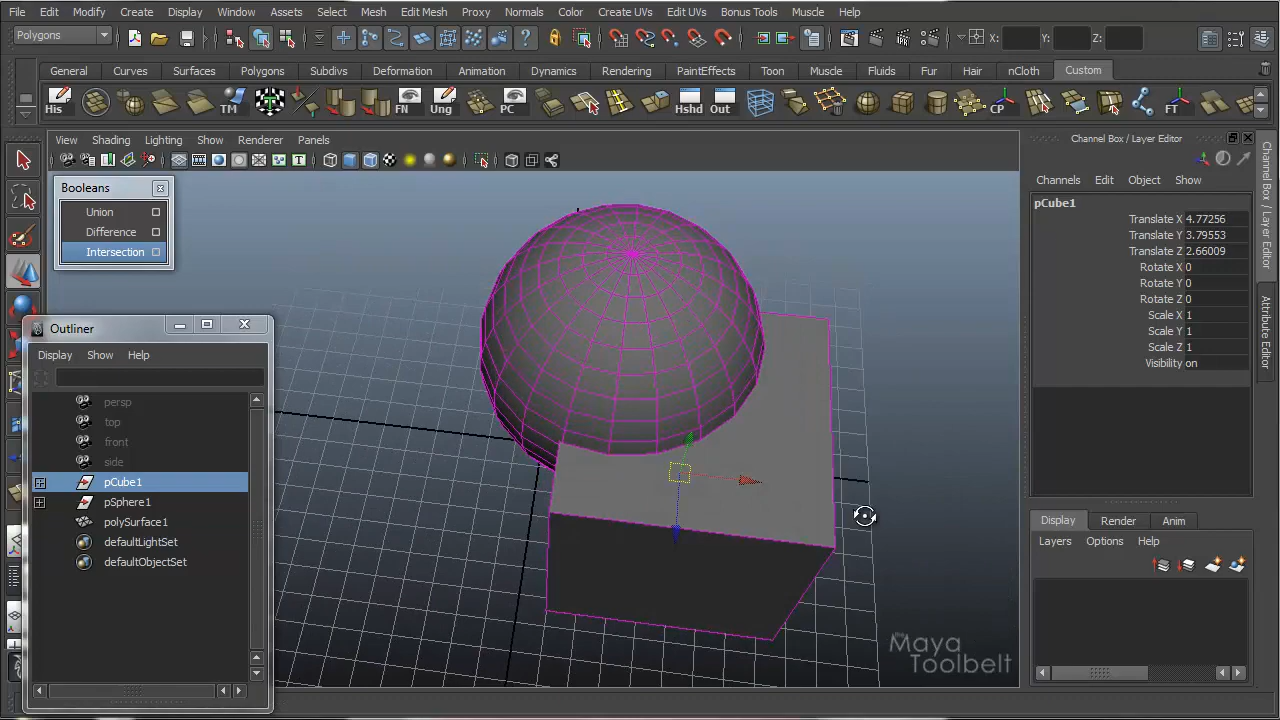 File Edit Modify Create Display Window Assets Select Mesh Edit Mesh Proxy Normals Color Create UVs Edit UVs Bonus Tools Muscle Help
Polygons X: Y: Z:
General Curves Surfaces Polygons Subdivs Deformation Animation Dynamics Rendering PaintEffects Toon Muscle Fluids Fur Hair nCloth Custom
His TM FN Ung PC Hshd Out CP FT
View Shading Lighting Show Renderer Panels
Channel Box / Layer Editor
Booleans
Union
Difference
Intersection
Channels Edit Object Show
pCube1
Translate X 4.77256
Translate Y 3.79553
Translate Z 2.66009
Rotate X 0
Rotate Y 0
Rotate Z 0
Scale X 1
Scale Y 1
Scale Z 1
Visibility on
Channel Box / Layer Editor
Attribute Editor
Outliner
Display Show Help
persp
top
front
side
pCube1
pSphere1
polySurface1
defaultLightSet
defaultObjectSet
Display Render Anim
Layers Options Help
The
Maya
Toolbelt